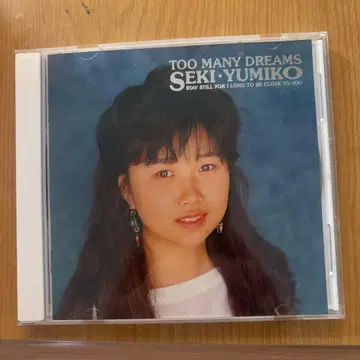 TOO MANY DREAMS
SEKI・YUMIKO
STAY STILL FOR I LONG TO BE CLOSE TO YOU